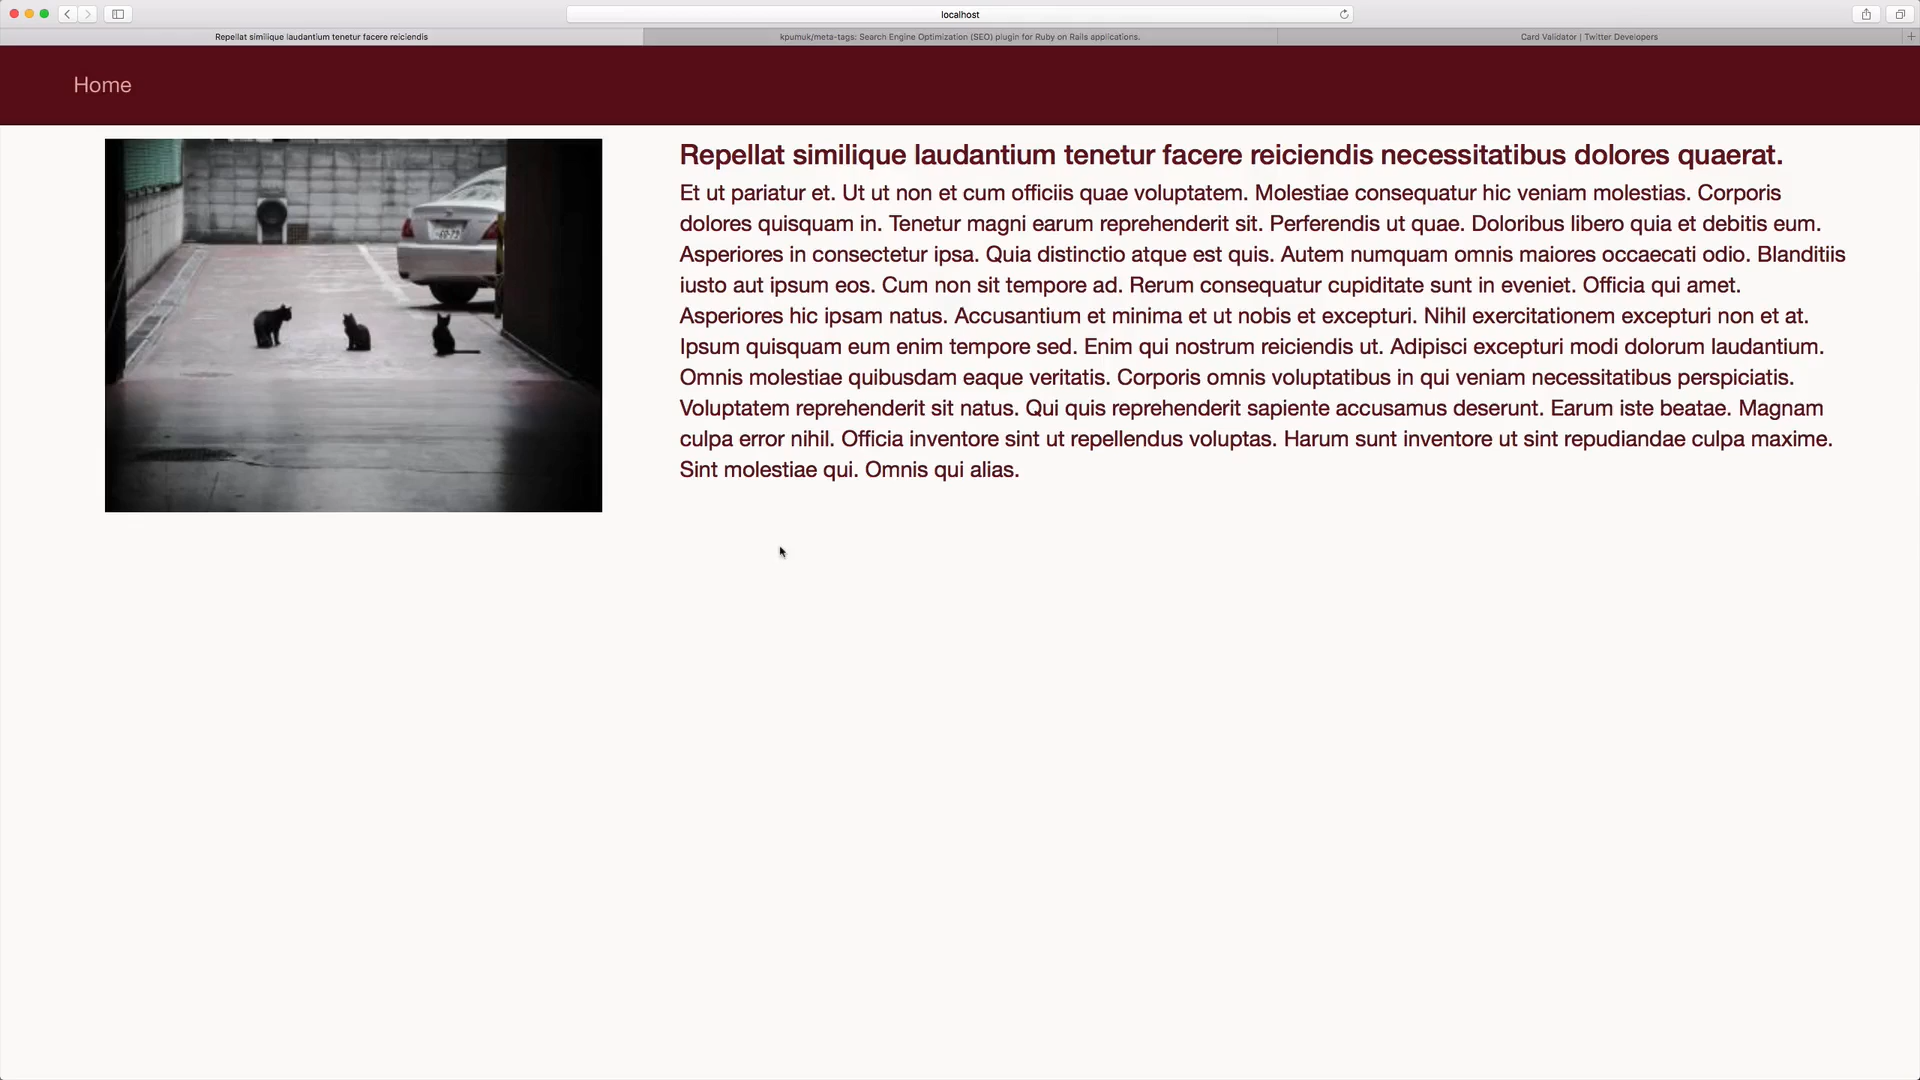 localhost
Repellat similique laudantium tenetur facere reiciendis
kpumuk/meta-tags: Search Engine Optimization (SEO) plugin for Ruby on Rails applications.
Card Validator | Twitter Developers
Home
Repellat similique laudantium tenetur facere reiciendis necessitatibus dolores quaerat.
Et ut pariatur et. Ut ut non et cum officiis quae voluptatem. Molestiae consequatur hic veniam molestias. Corporis
dolores quisquam in. Tenetur magni earum reprehenderit sit. Perferendis ut quae. Doloribus libero quia et debitis eum.
Asperiores in consectetur ipsa. Quia distinctio atque est quis. Autem numquam omnis maiores occaecati odio. Blanditiis
iusto aut ipsum eos. Cum non sit tempore ad. Rerum consequatur cupiditate sunt in eveniet. Officia qui amet.
Asperiores hic ipsam natus. Accusantium et minima et ut nobis et excepturi. Nihil exercitationem excepturi non et at.
Ipsum quisquam eum enim tempore sed. Enim qui nostrum reiciendis ut. Adipisci excepturi modi dolorum laudantium.
Omnis molestiae quibusdam eaque veritatis. Corporis omnis voluptatibus in qui veniam necessitatibus perspiciatis.
Voluptatem reprehenderit sit natus. Qui quis reprehenderit sapiente accusamus deserunt. Earum iste beatae. Magnam
culpa error nihil. Officia inventore sint ut repellendus voluptas. Harum sunt inventore ut sint repudiandae culpa maxime.
Sint molestiae qui. Omnis qui alias.